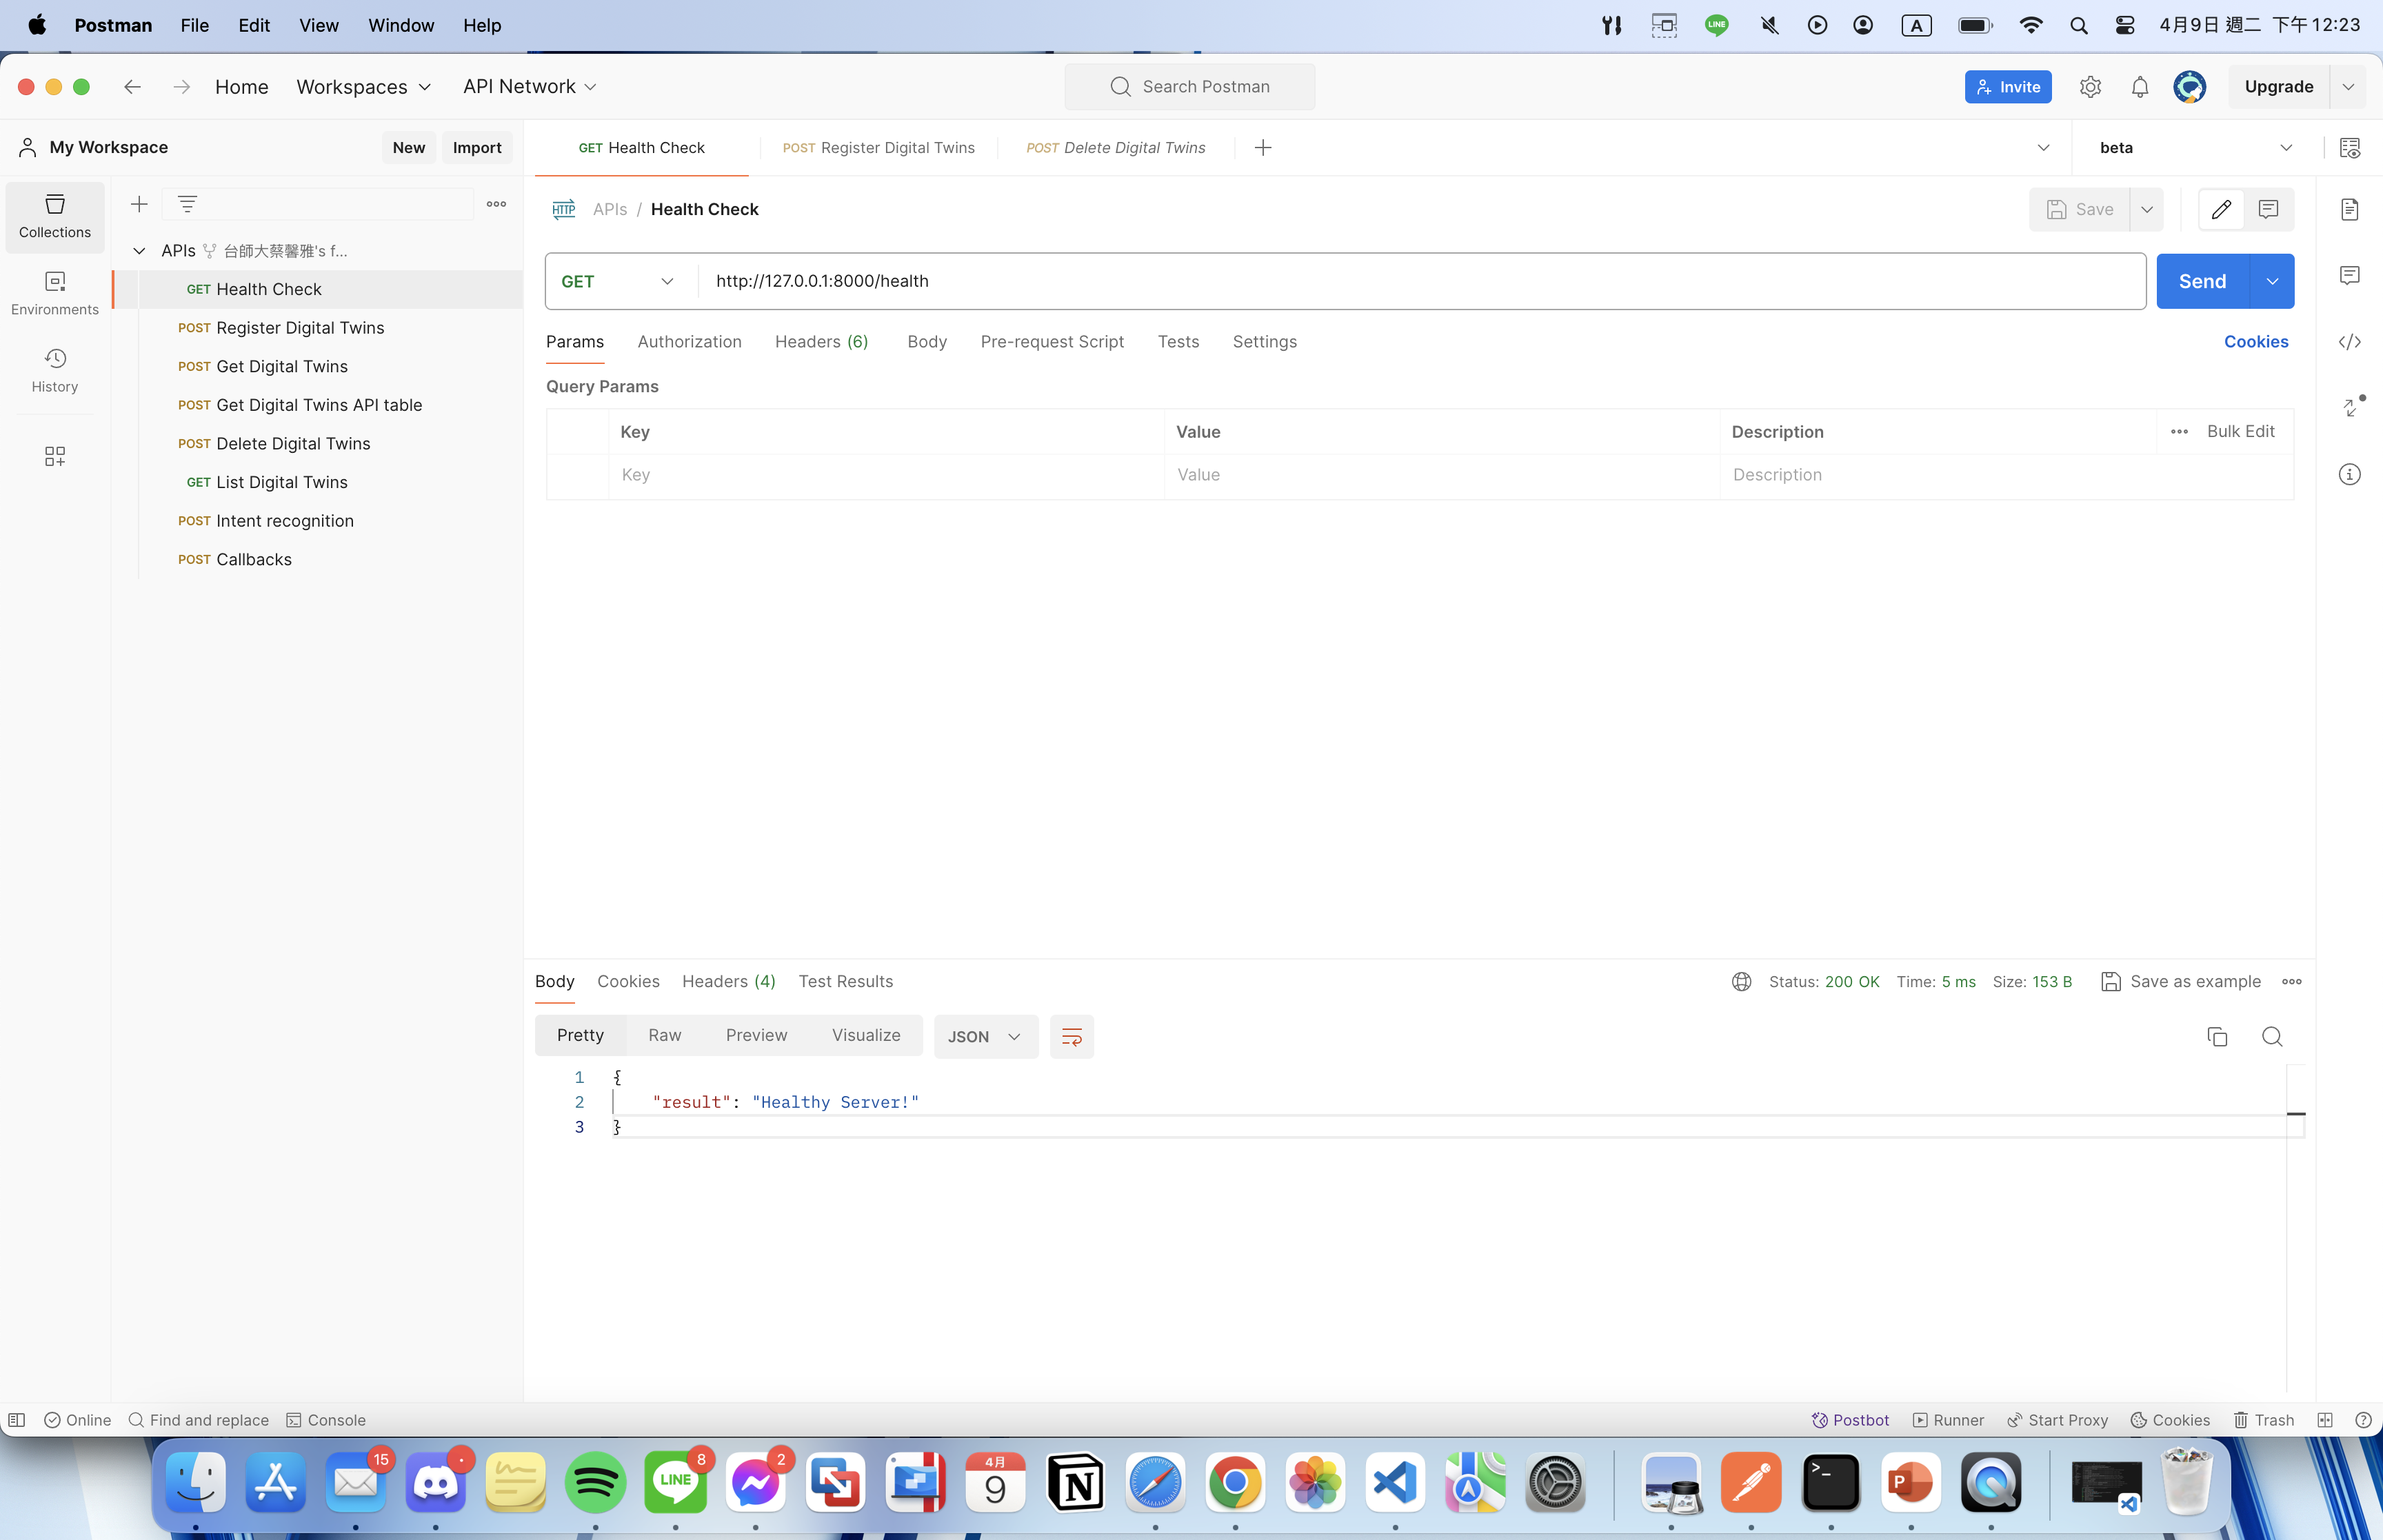 Postman File Edit View Window Help LINE A 4月9日 週二 下午12:23
Home Workspaces API Network Search Postman Invite Upgrade
My Workspace New Import GET Health Check POST Register Digital Twins POST Delete Digital Twins beta
Collections
Environments
History
APIs 台師大蔡馨雅's f...
GET Health Check
POST Register Digital Twins
POST Get Digital Twins
POST Get Digital Twins API table
POST Delete Digital Twins
GET List Digital Twins
POST Intent recognition
POST Callbacks
HTTP APIs / Health Check Save
GET http://127.0.0.1:8000/health Send
Params Authorization Headers (6) Body Pre-request Script Tests Settings Cookies
Query Params
Key Value Description Bulk Edit
Key Value Description
Body Cookies Headers (4) Test Results Status: 200 OK Time: 5 ms Size: 153 B Save as example
Pretty Raw Preview Visualize JSON
1 {
2 "result": "Healthy Server!"
3 }
Online Find and replace Console Postbot Runner Start Proxy Cookies Trash
15 LINE 8 2 4月 9 N >_ P